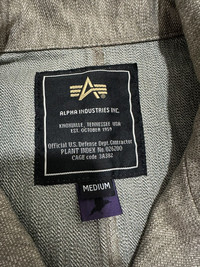 ALPHA INDUSTRIES INC.
KNOXVILLE, TENNESSEE USA
EST. OCTOBER 1959
Official U.S. Defense Dept. Contractor
PLANT INDEX No. 026200
CAGE code 3A382
MEDIUM